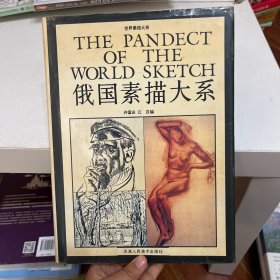 世界素描大系
THE PANDECT
OF THE
WORLD SKETCH
俄国素描大系
天津人民美术出版社